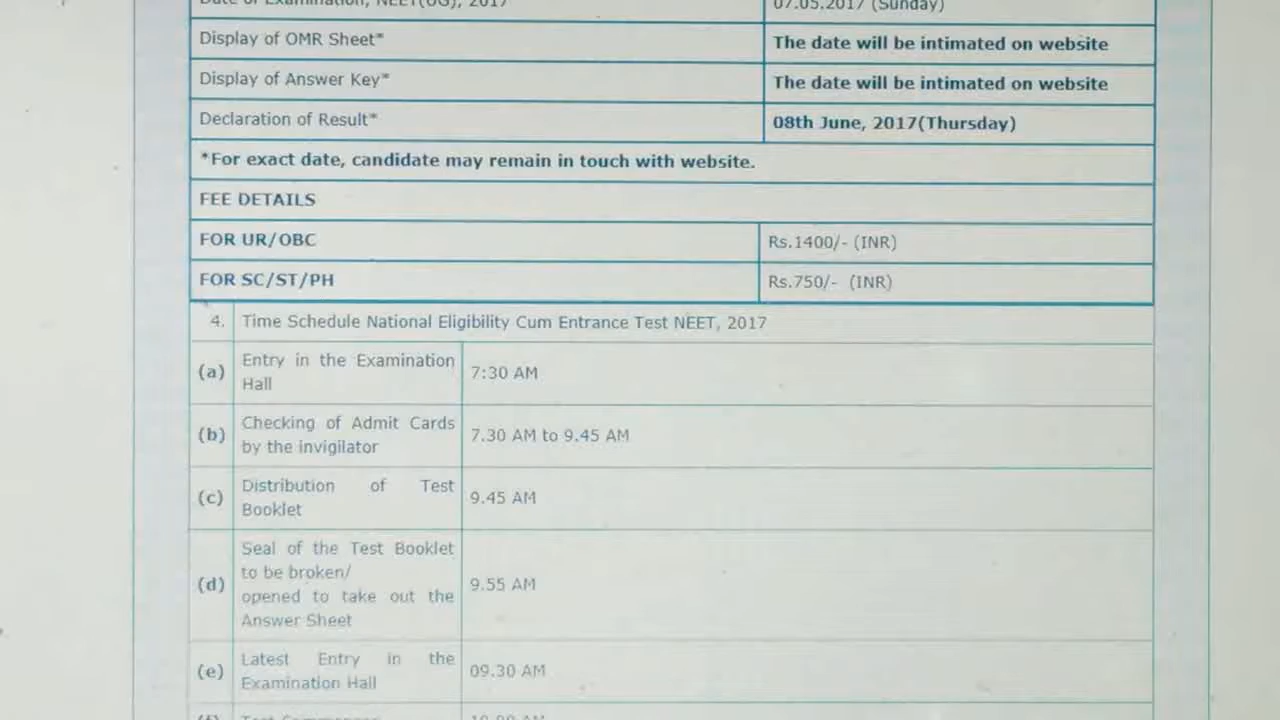 Date of Examination, NEET(UG), 2017
07.05.2017 (Sunday)
Display of OMR Sheet*
The date will be intimated on website
Display of Answer Key*
The date will be intimated on website
Declaration of Result*
08th June, 2017(Thursday)
*For exact date, candidate may remain in touch with website.
FEE DETAILS
FOR UR/OBC
Rs.1400/- (INR)
FOR SC/ST/PH
Rs.750/- (INR)
4. Time Schedule National Eligibility Cum Entrance Test NEET, 2017
(a)
Entry in the Examination
Hall
7:30 AM
(b)
Checking of Admit Cards
by the invigilator
7.30 AM to 9.45 AM
(c)
Distribution of Test
Booklet
9.45 AM
(d)
Seal of the Test Booklet
to be broken/
opened to take out the
Answer Sheet
9.55 AM
(e)
Latest Entry in the
Examination Hall
09.30 AM